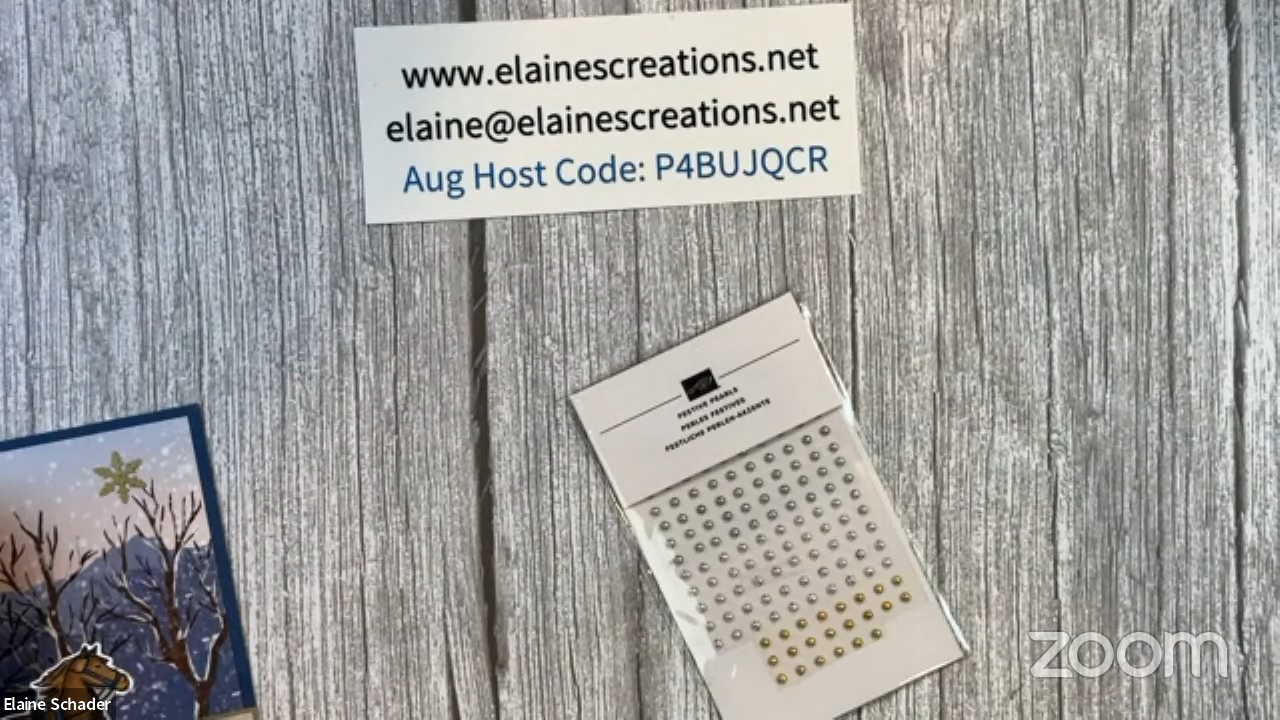 www.elainescreations.net
elaine@elainescreations.net
Aug Host Code: P4BUJQCR
FESTIVE PEARLS
PERLES FESTIVES
FESTLICHE PERLEN-AKZENTE
Elaine Schader
zoom